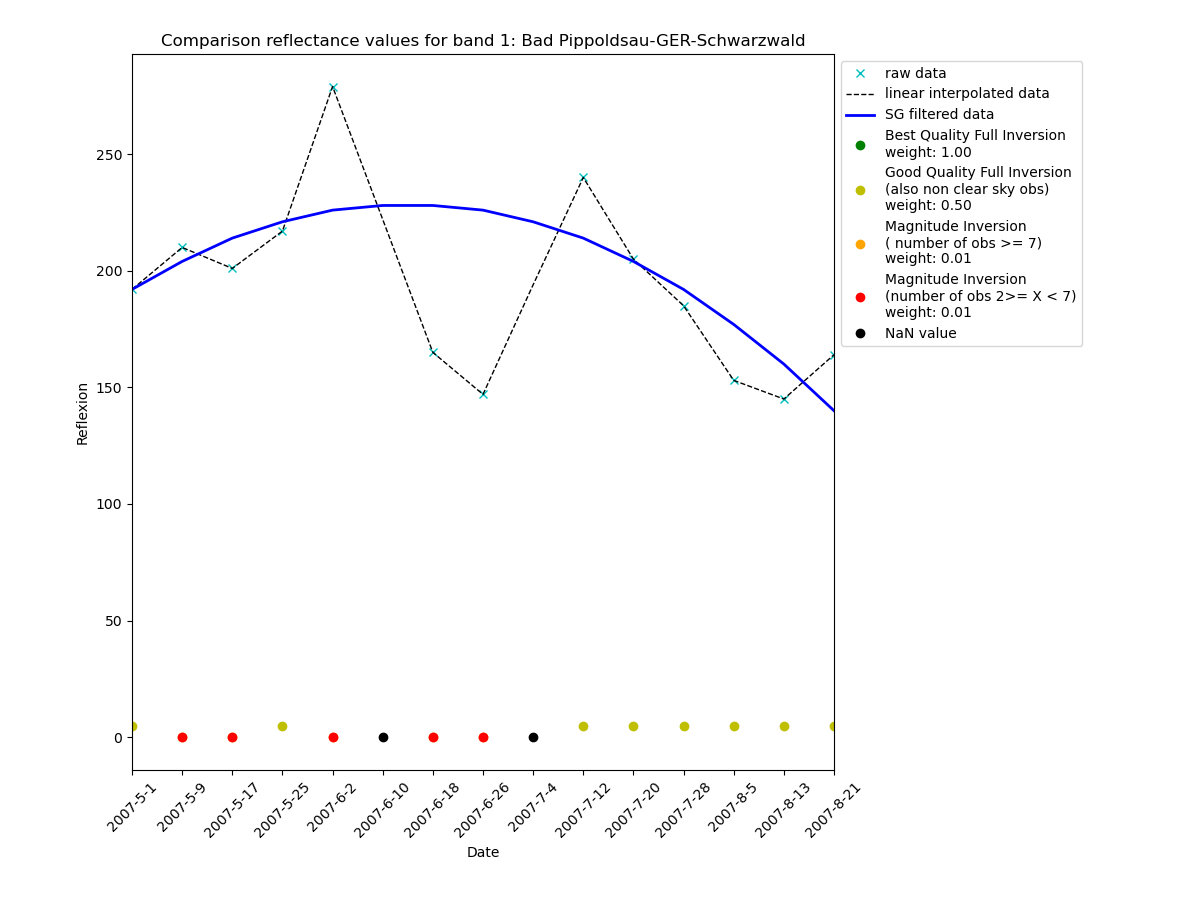 Comparison reflectance values for band 1: Bad Pippoldsau-GER-Schwarzwald
raw data
linear interpolated data
SG filtered data
Best Quality Full Inversion
weight: 1.00
Good Quality Full Inversion
(also non clear sky obs)
weight: 0.50
Magnitude Inversion
( number of obs >= 7)
weight: 0.01
Magnitude Inversion
(number of obs 2>= X < 7)
weight: 0.01
NaN value
250
200
150
100
50
0
Reflexion
2007-5-1
2007-5-9
2007-5-17
2007-5-25
2007-6-2
2007-6-10
2007-6-18
2007-6-26
2007-7-4
2007-7-12
2007-7-20
2007-7-28
2007-8-5
2007-8-13
2007-8-21
Date